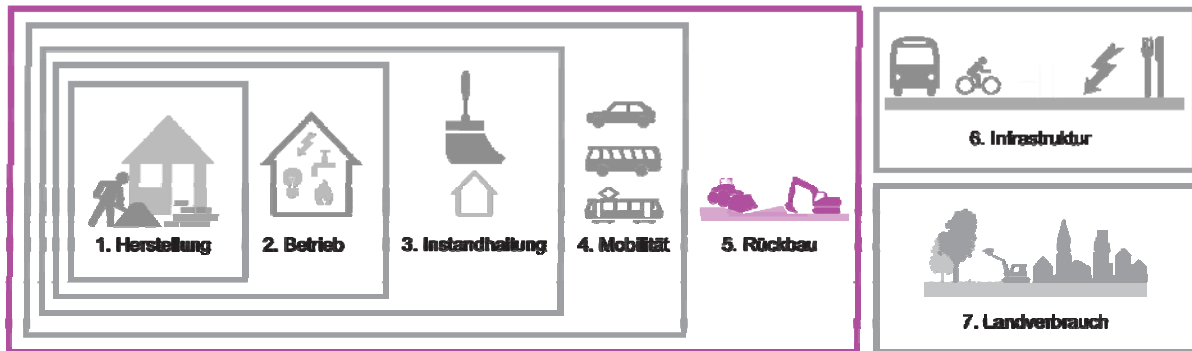 1. Herstellung
2. Betrieb
3. Instandhaltung
4. Mobilität
5. Rückbau
6. Infrastruktur
7. Landverbrauch